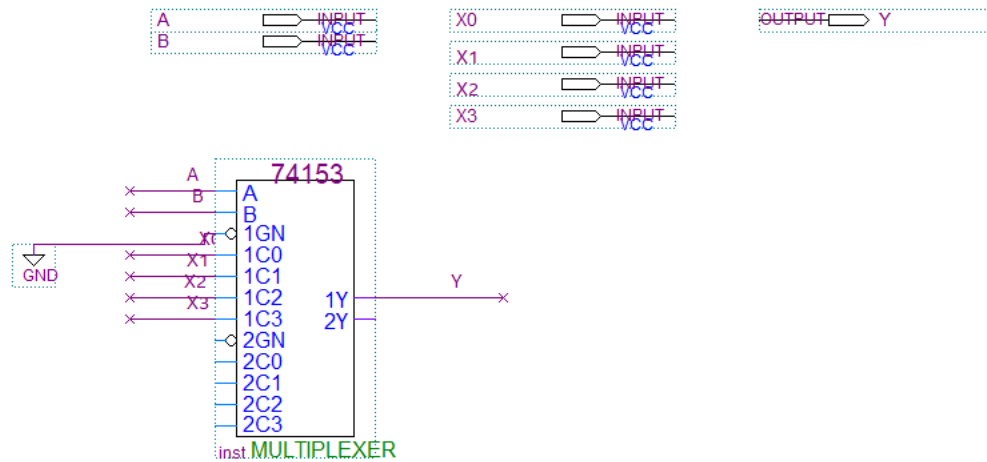 A INPUT VCC
B INPUT VCC
X0 INPUT VCC
X1 INPUT VCC
X2 INPUT VCC
X3 INPUT VCC
OUTPUT Y
74153
A
B
X0
X1
X2
X3
GND
A
B
1GN
1C0
1C1
1C2
1C3
2GN
2C0
2C1
2C2
2C3
1Y
2Y
Y
inst MULTIPLEXER